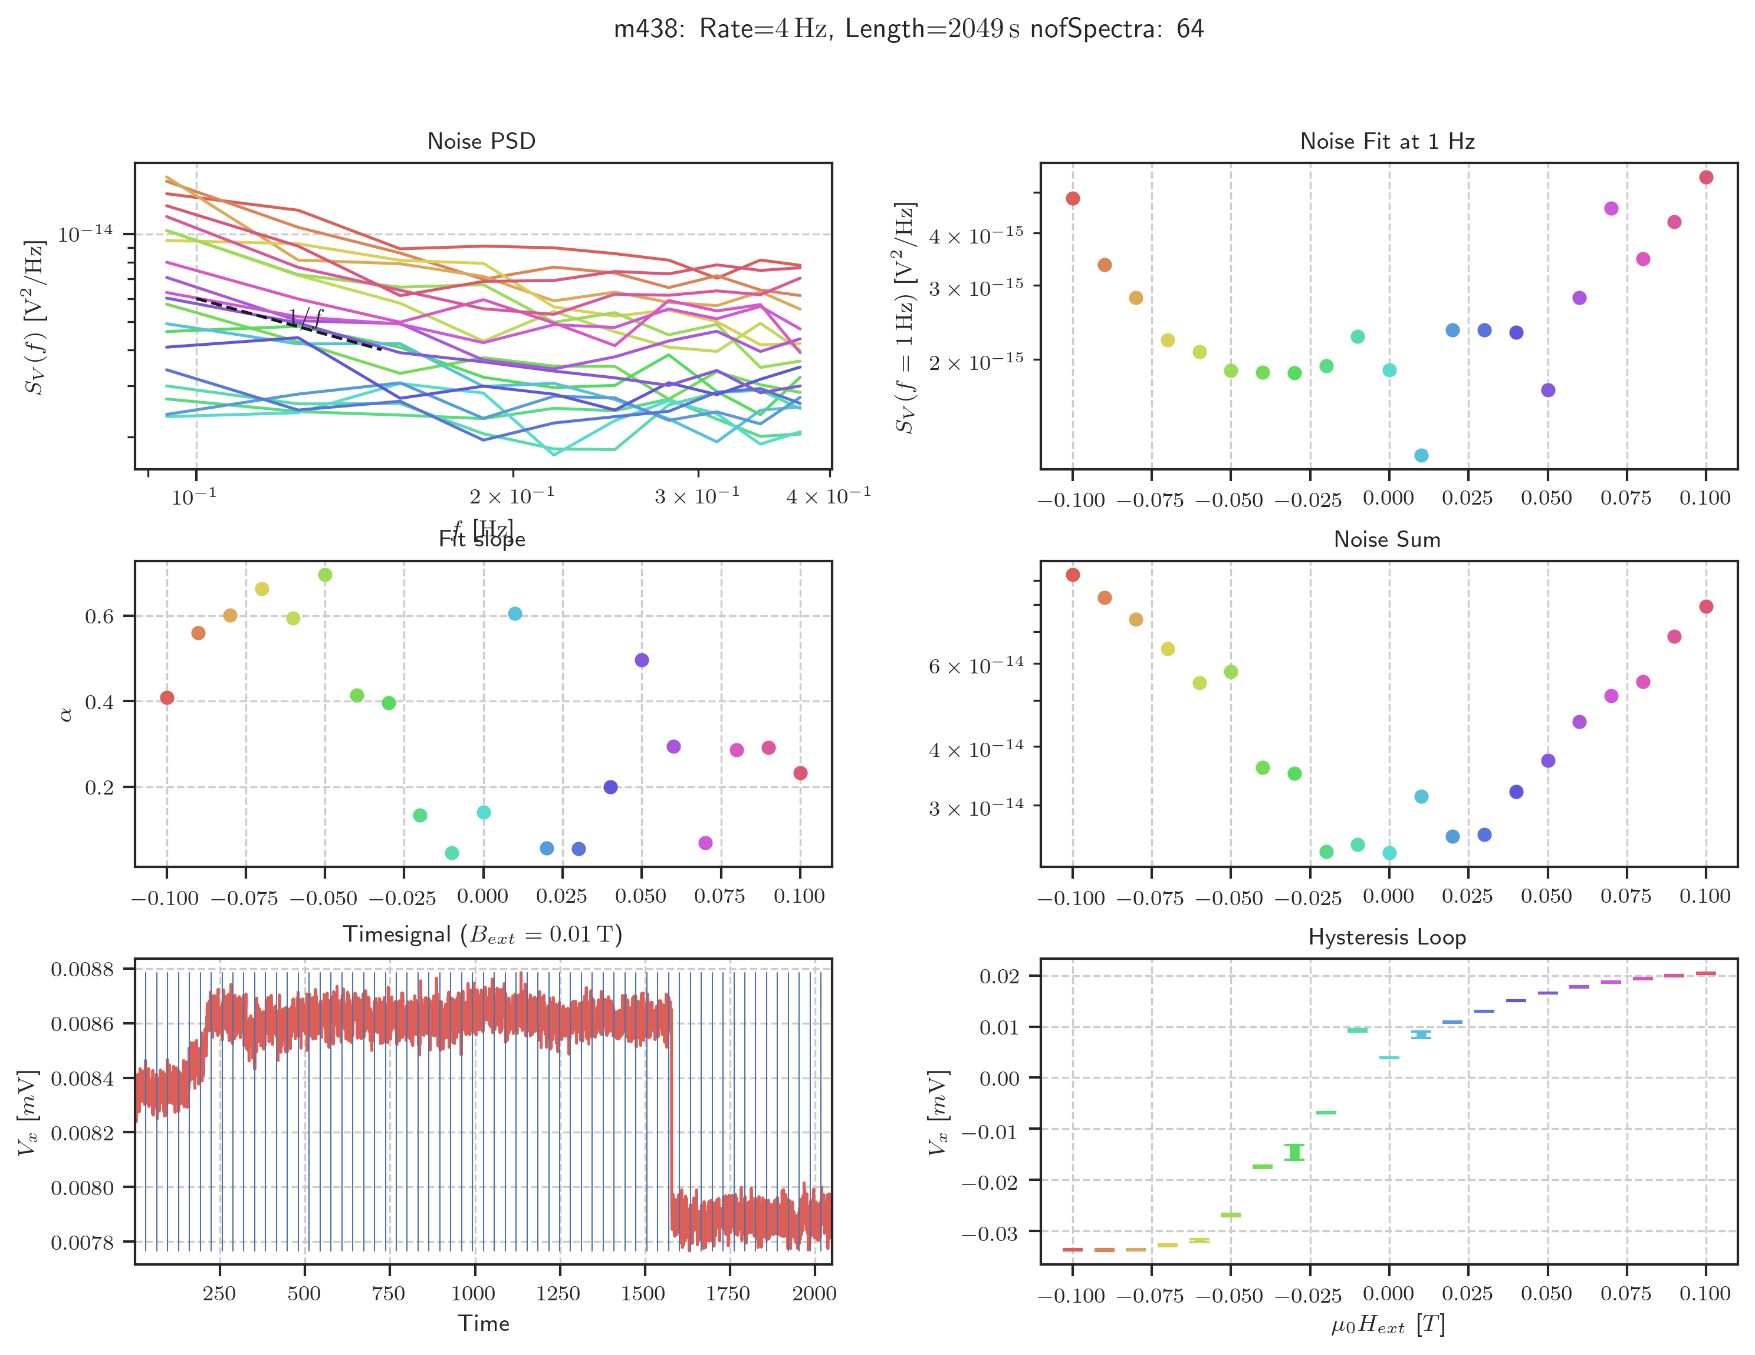 m438: Rate=4 Hz, Length=2049 s nofSpectra: 64
Noise PSD
S_V(f) [V²/Hz]
10⁻¹⁴
1/f
10⁻¹ 2 × 10⁻¹ 3 × 10⁻¹ 4 × 10⁻¹
f [Hz]
Noise Fit at 1 Hz
S_V(f = 1 Hz) [V²/Hz]
4 × 10⁻¹⁵
3 × 10⁻¹⁵
2 × 10⁻¹⁵
−0.100 −0.075 −0.050 −0.025 0.000 0.025 0.050 0.075 0.100
Fit slope
α
0.6
0.4
0.2
−0.100 −0.075 −0.050 −0.025 0.000 0.025 0.050 0.075 0.100
Noise Sum
6 × 10⁻¹⁴
4 × 10⁻¹⁴
3 × 10⁻¹⁴
−0.100 −0.075 −0.050 −0.025 0.000 0.025 0.050 0.075 0.100
Timesignal (B_ext = 0.01 T)
V_x [mV]
0.0088
0.0086
0.0084
0.0082
0.0080
0.0078
250 500 750 1000 1250 1500 1750 2000
Time
Hysteresis Loop
V_x [mV]
0.02
0.01
0.00
−0.01
−0.02
−0.03
−0.100 −0.075 −0.050 −0.025 0.000 0.025 0.050 0.075 0.100
μ₀H_ext [T]